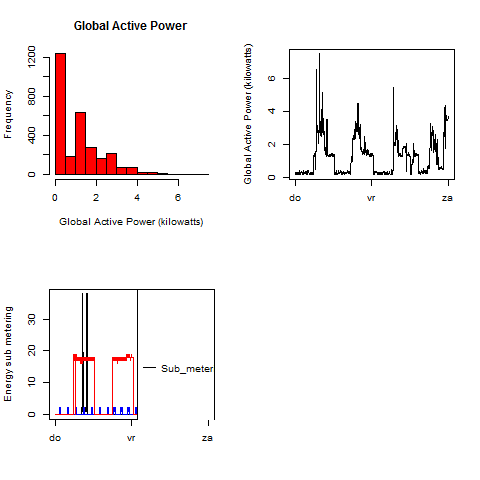 Global Active Power
Frequency
0 400 800 1200
0 2 4 6
Global Active Power (kilowatts)
Global Active Power (kilowatts)
0 2 4 6
do vr za
Energy sub metering
0 10 20 30
Sub_meter
do vr za